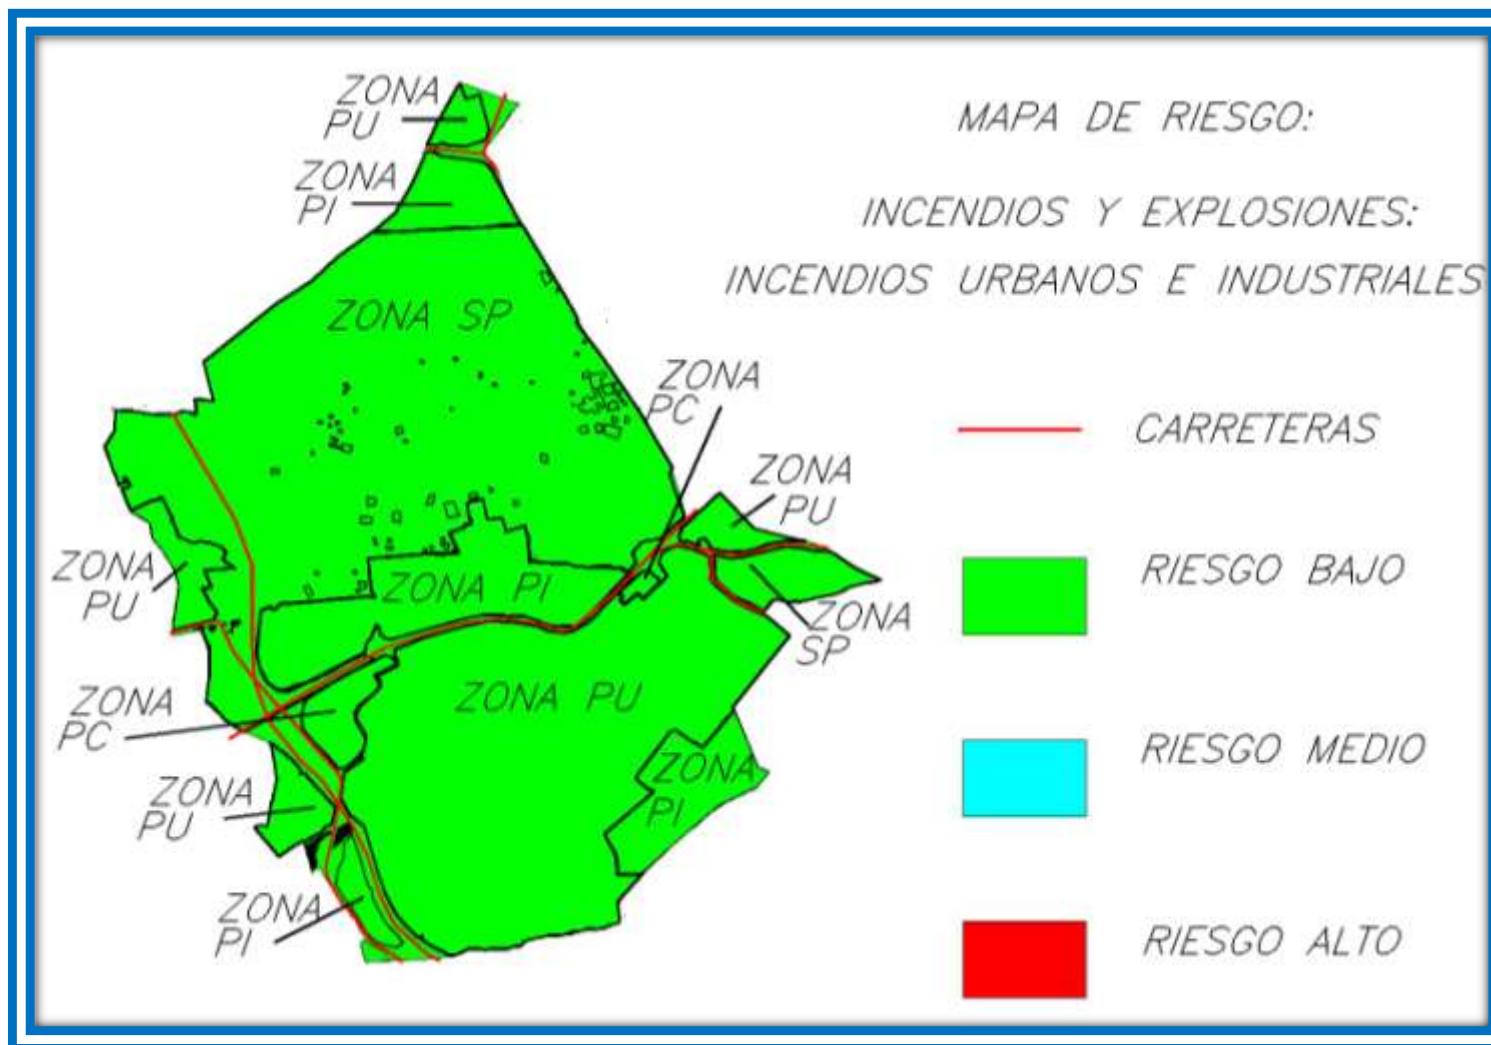 MAPA DE RIESGO:
INCENDIOS Y EXPLOSIONES:
INCENDIOS URBANOS E INDUSTRIALES
ZONA
PU
ZONA
PI
ZONA SP
ZONA
PC
ZONA
PU
ZONA
PU
ZONA PI
ZONA
SP
ZONA
PC
ZONA PU
ZONA
PU
ZONA
PI
ZONA
PI
CARRETERAS
RIESGO BAJO
RIESGO MEDIO
RIESGO ALTO